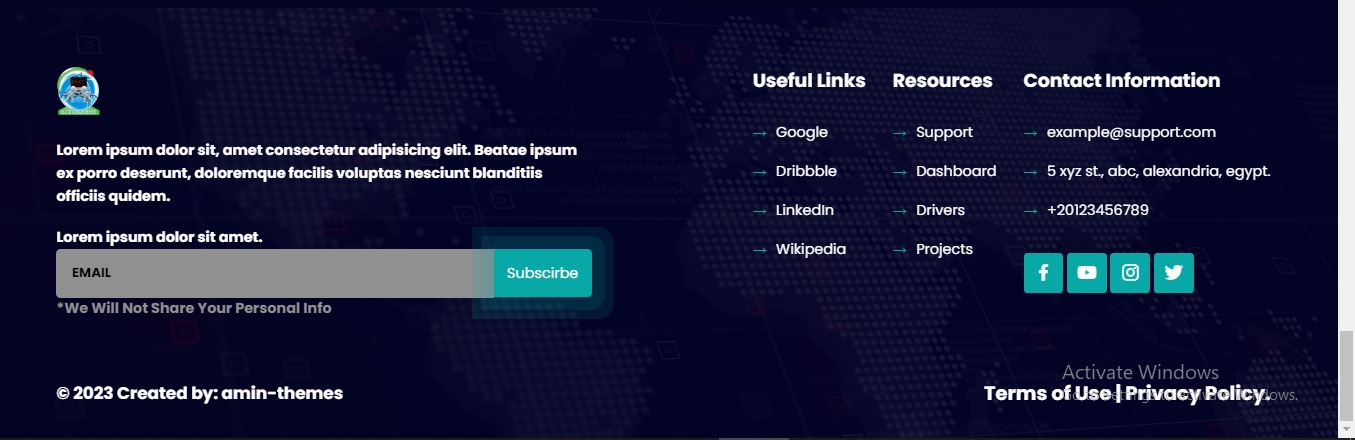 Lorem ipsum dolor sit, amet consectetur adipisicing elit. Beatae ipsum
ex porro deserunt, doloremque facilis voluptas nesciunt blanditiis
officiis quidem.
Lorem ipsum dolor sit amet.
EMAIL
Subscirbe
*We Will Not Share Your Personal Info
Useful Links
Google
Dribbble
LinkedIn
Wikipedia
Resources
Support
Dashboard
Drivers
Projects
Contact Information
example@support.com
5 xyz st., abc, alexandria, egypt.
+20123456789
© 2023 Created by: amin-themes
Activate Windows
Terms of Use | Privacy Policy.